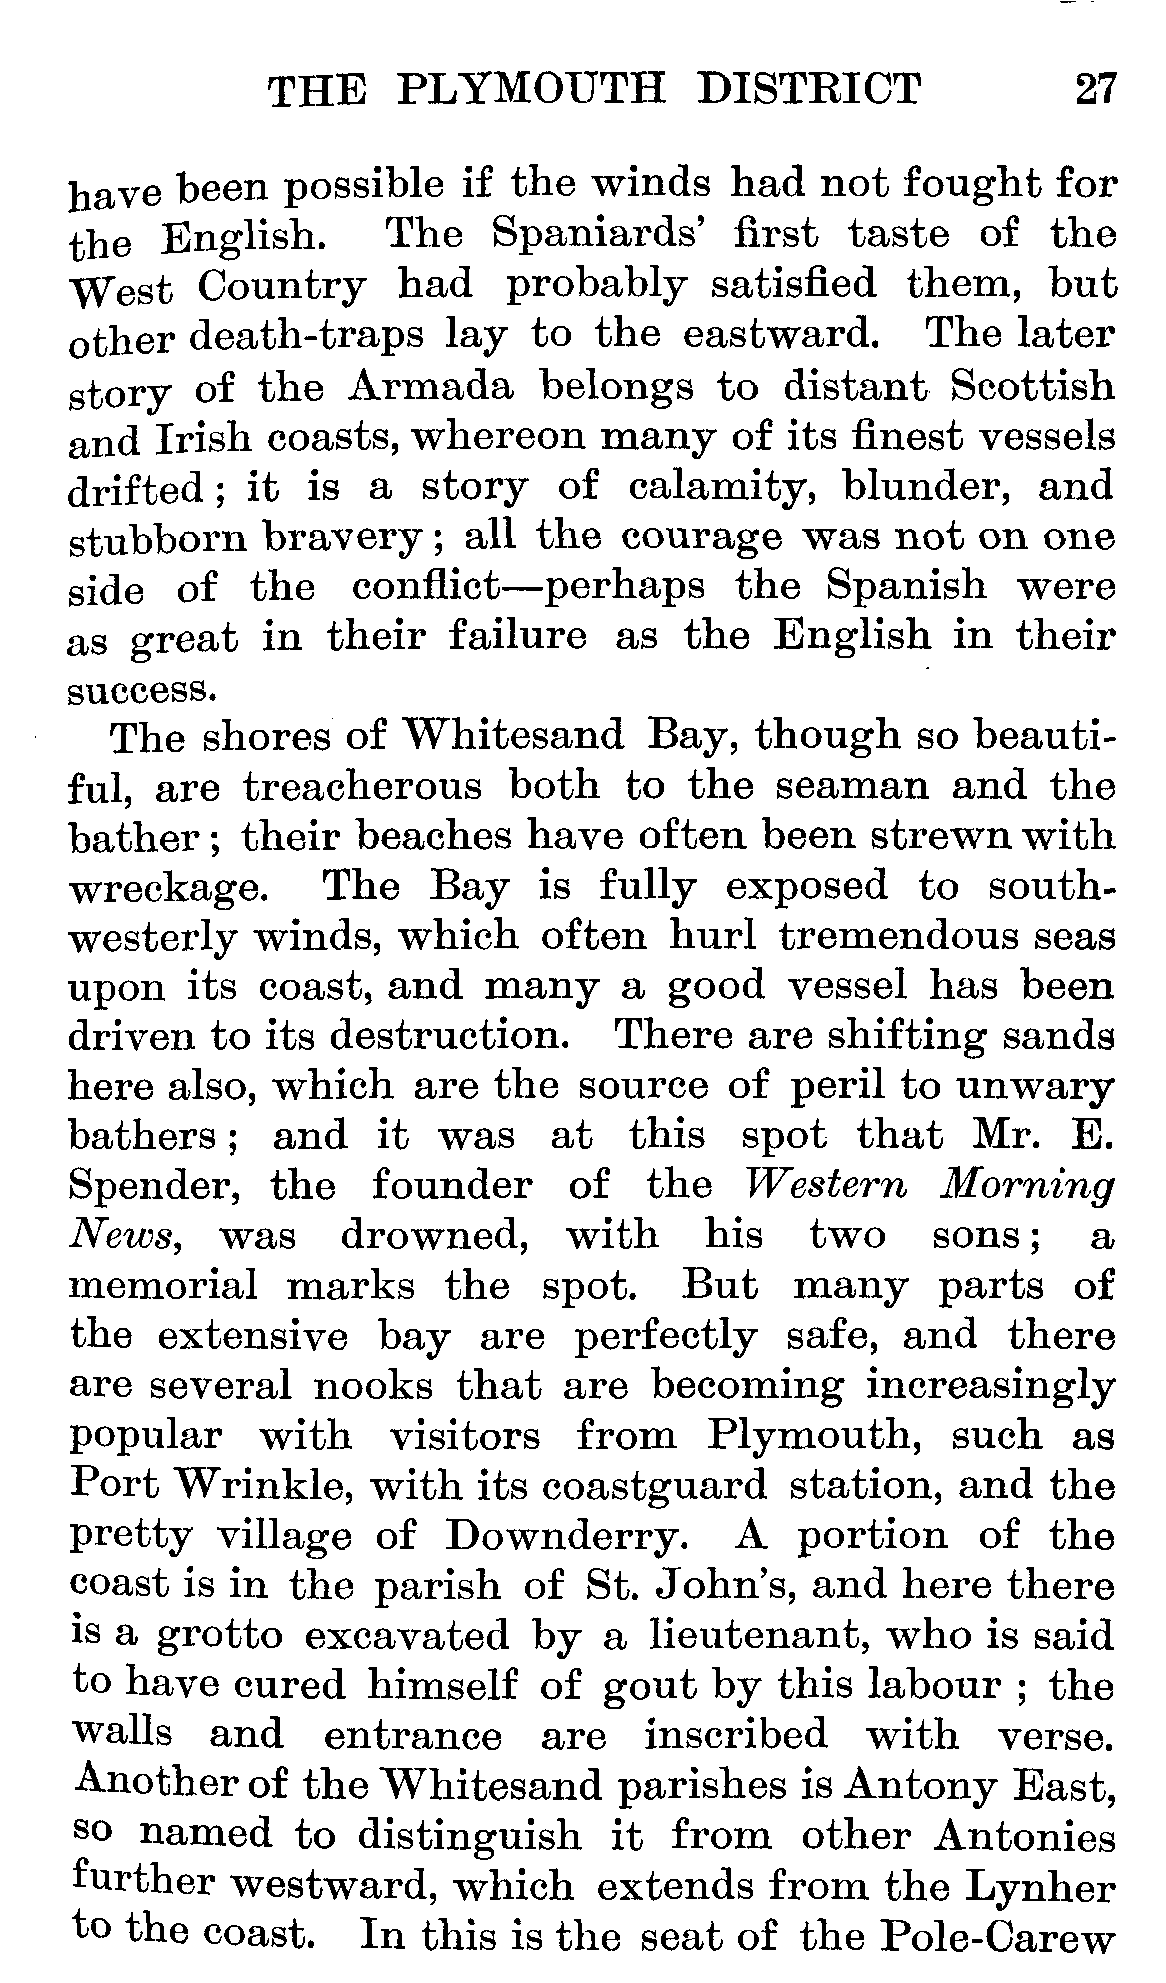 THE PLYMOUTH DISTRICT 27
have been possible if the winds had not fought for
the English. The Spaniards' first taste of the
West Country had probably satisfied them, but
other death-traps lay to the eastward. The later
story of the Armada belongs to distant Scottish
and Irish coasts, whereon many of its finest vessels
drifted ; it is a story of calamity, blunder, and
stubborn bravery ; all the courage was not on one
side of the conflict—perhaps the Spanish were
as great in their failure as the English in their
success.
The shores of Whitesand Bay, though so beauti-
ful, are treacherous both to the seaman and the
bather ; their beaches have often been strewn with
wreckage. The Bay is fully exposed to south-
westerly winds, which often hurl tremendous seas
upon its coast, and many a good vessel has been
driven to its destruction. There are shifting sands
here also, which are the source of peril to unwary
bathers ; and it was at this spot that Mr. E.
Spender, the founder of the Western Morning
News, was drowned, with his two sons ; a
memorial marks the spot. But many parts of
the extensive bay are perfectly safe, and there
are several nooks that are becoming increasingly
popular with visitors from Plymouth, such as
Port Wrinkle, with its coastguard station, and the
pretty village of Downderry. A portion of the
coast is in the parish of St. John's, and here there
is a grotto excavated by a lieutenant, who is said
to have cured himself of gout by this labour ; the
walls and entrance are inscribed with verse.
Another of the Whitesand parishes is Antony East,
so named to distinguish it from other Antonies
further westward, which extends from the Lynher
to the coast. In this is the seat of the Pole-Carew